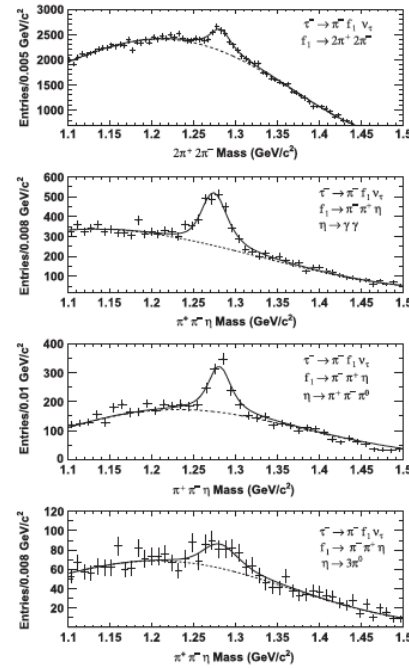 Entries/0.005 GeV/c²
3000
2500
2000
1500
1000
τ⁻ → π⁻ f₁ ν_τ
f₁ → 2π⁺ 2π⁻
1.1 1.15 1.2 1.25 1.3 1.35 1.4 1.45 1.5
2π⁺ 2π⁻ Mass (GeV/c²)
Entries/0.008 GeV/c²
600
500
400
300
200
100
0
τ⁻ → π⁻ f₁ ν_τ
f₁ → π⁻ π⁺ η
η → γ γ
1.1 1.15 1.2 1.25 1.3 1.35 1.4 1.45 1.5
π⁺ π⁻ η Mass (GeV/c²)
Entries/0.01 GeV/c²
400
300
200
100
0
τ⁻ → π⁻ f₁ ν_τ
f₁ → π⁻ π⁺ η
η → π⁺ π⁻ π⁰
1.1 1.15 1.2 1.25 1.3 1.35 1.4 1.45 1.5
π⁺ π⁻ η Mass (GeV/c²)
Entries/0.008 GeV/c²
120
100
80
60
40
20
0
τ⁻ → π⁻ f₁ ν_τ
f₁ → π⁻ π⁺ η
η → 3π⁰
1.1 1.15 1.2 1.25 1.3 1.35 1.4 1.45 1.5
π⁺ π⁻ η Mass (GeV/c²)